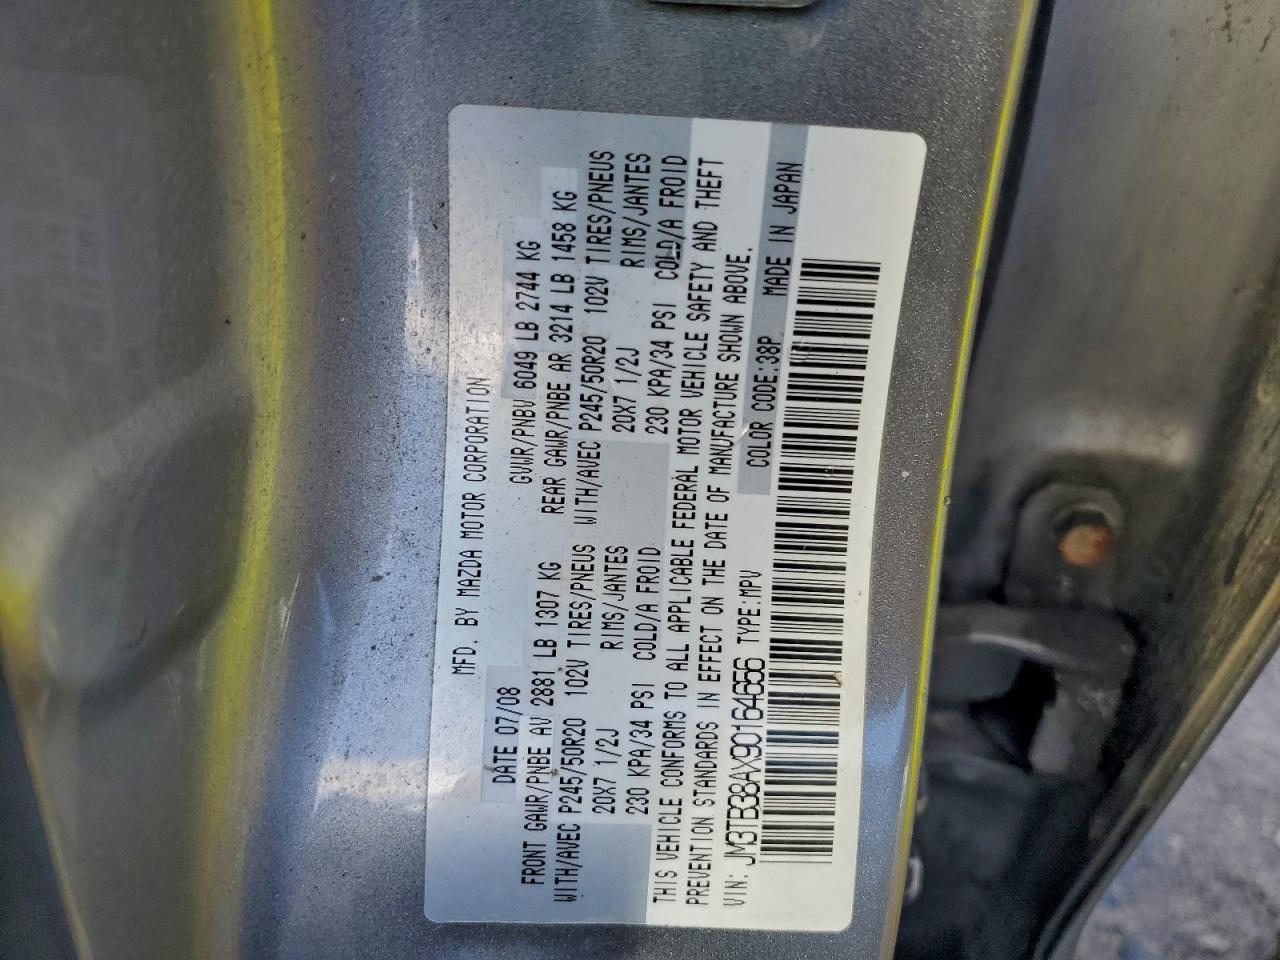 MFD. BY MAZDA MOTOR CORPORATION
DATE 07/08 GVWR/PNBV 6049 LB 2744 KG
FRONT GAWR/PNBE AV 2881 LB 1307 KG REAR GAWR/PNBE AR 3214 LB 1458 KG
WITH/AVEC P245/50R20 102V TIRES/PNEUS WITH/AVEC P245/50R20 102V TIRES/PNEUS
20X7 1/2J RIMS/JANTES 20X7 1/2J RIMS/JANTES
230 KPA/34 PSI COLD/A FROID 230 KPA/34 PSI COLD/A FROID
THIS VEHICLE CONFORMS TO ALL APPLICABLE FEDERAL MOTOR VEHICLE SAFETY AND THEFT
PREVENTION STANDARDS IN EFFECT ON THE DATE OF MANUFACTURE SHOWN ABOVE.
VIN: JM3TB38AX90164656 TYPE:MPV COLOR CODE:38P MADE IN JAPAN